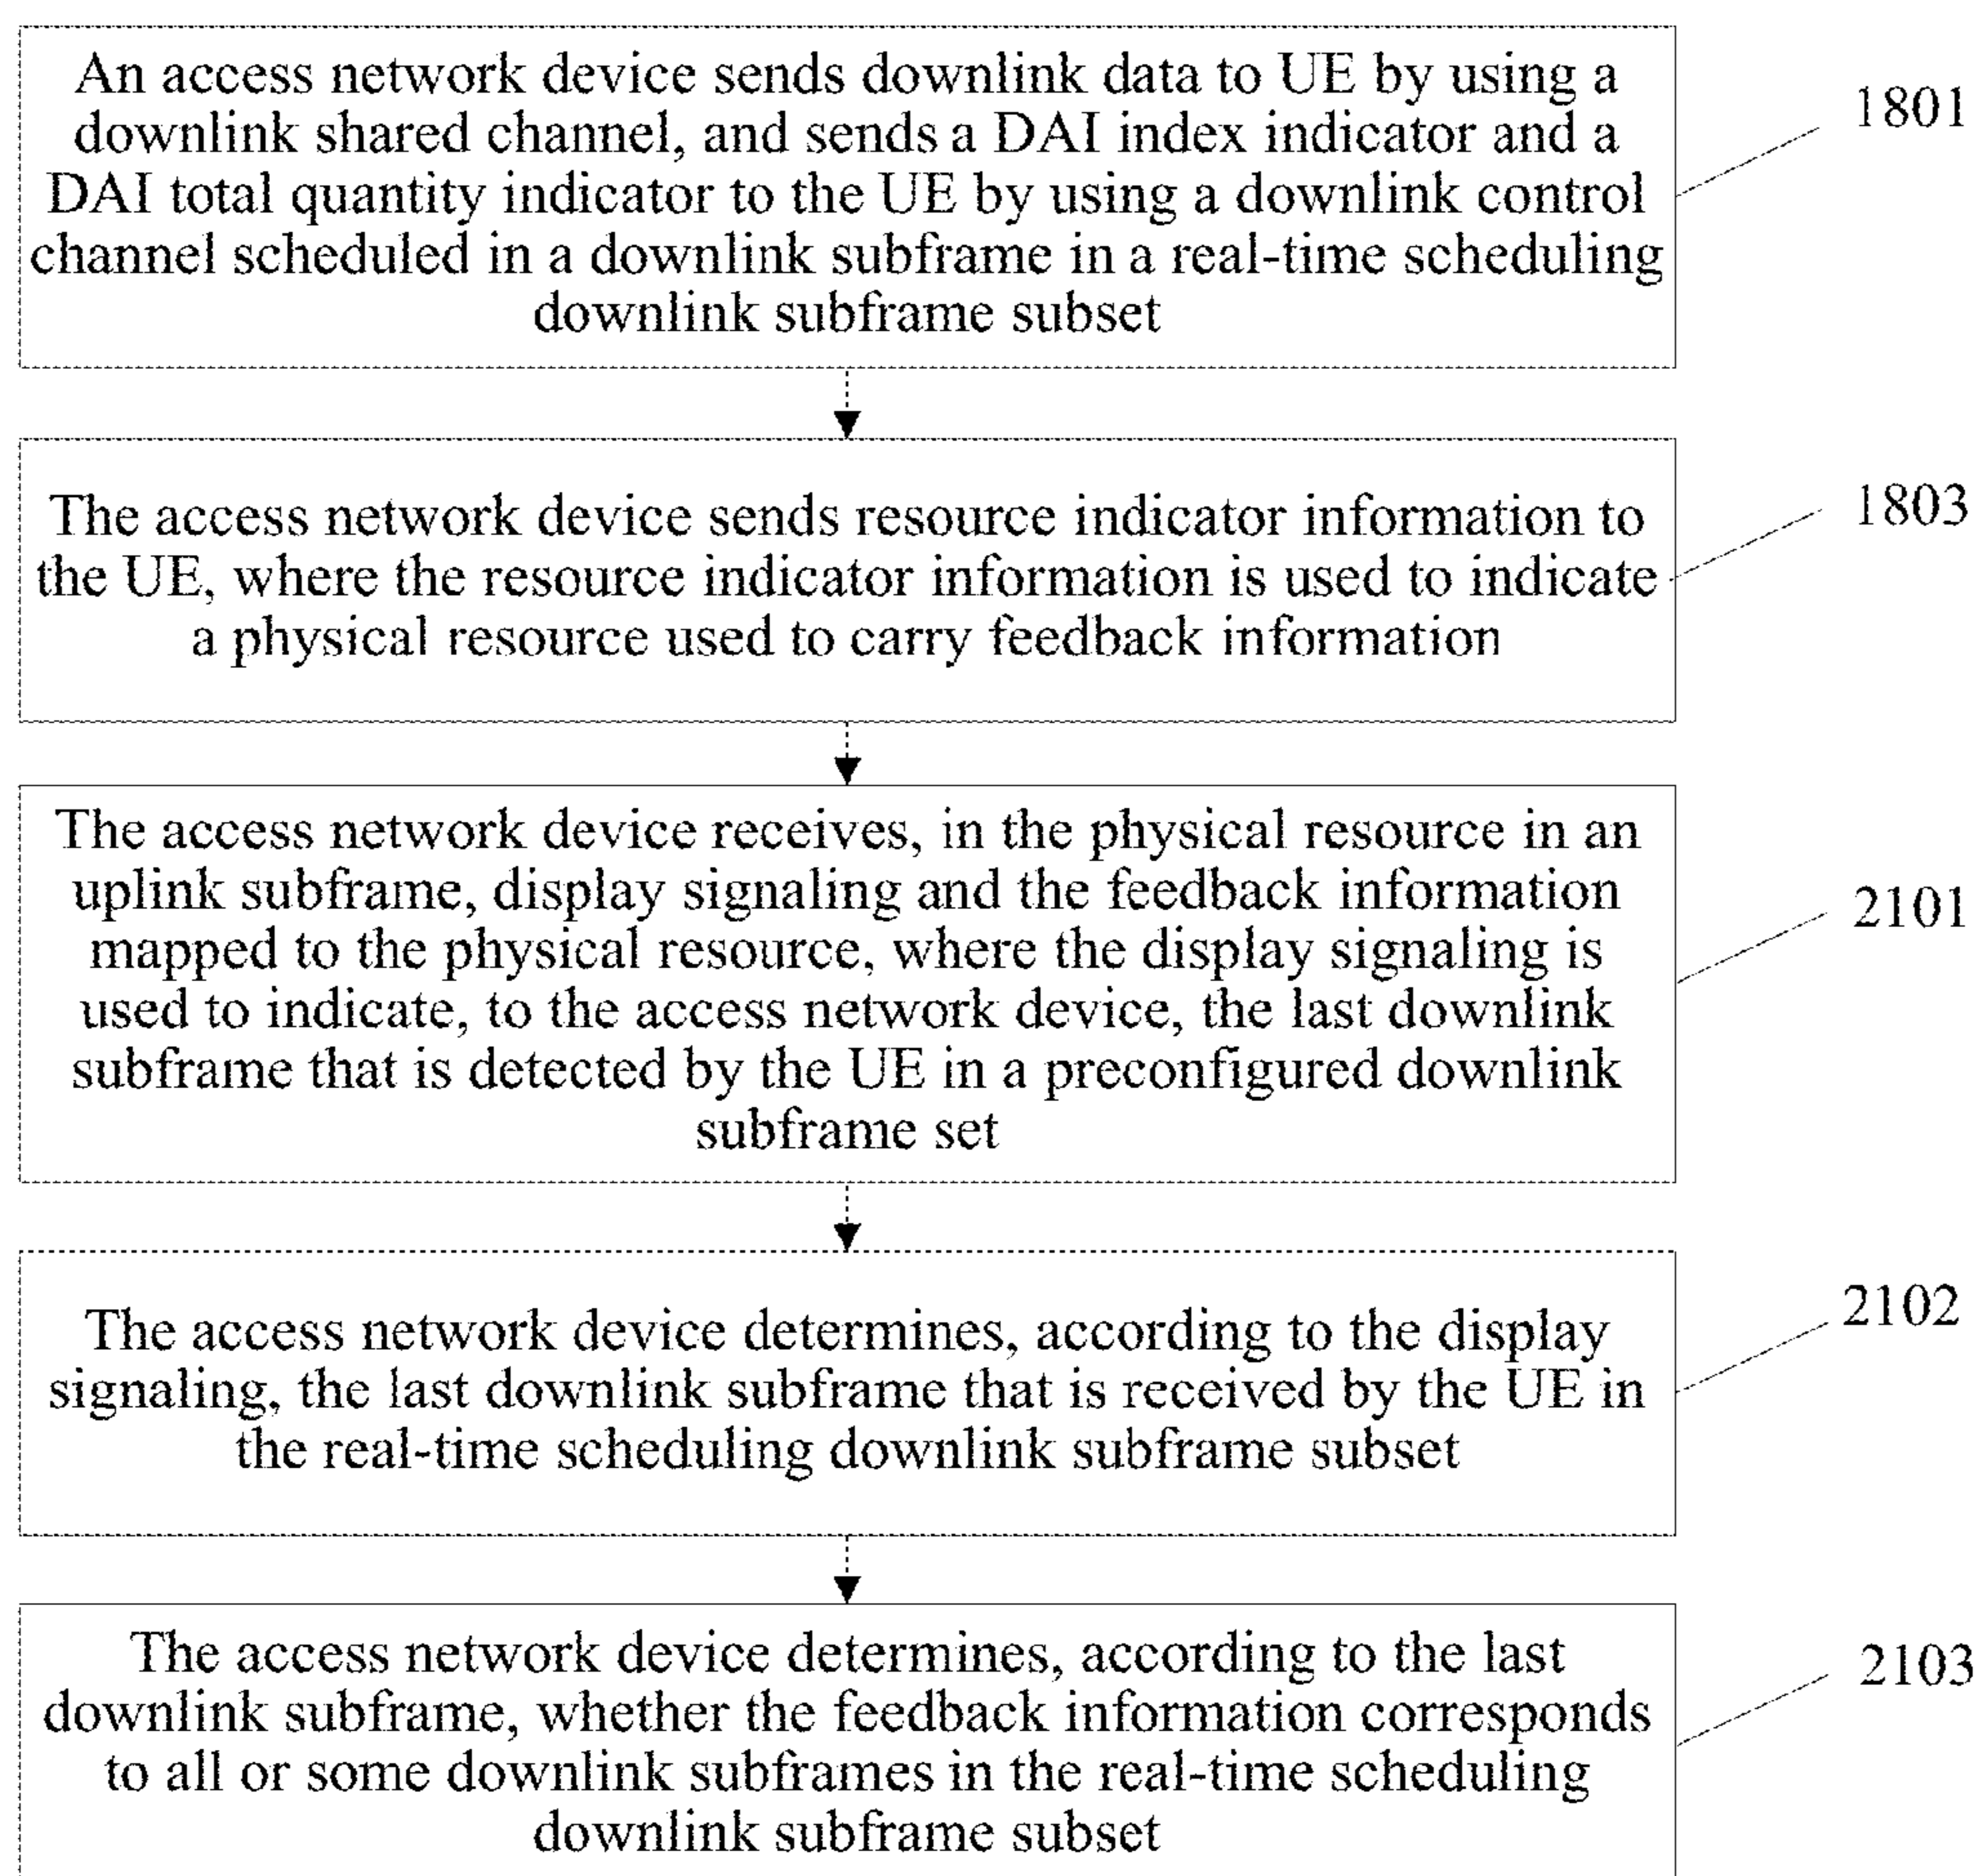 An access network device sends downlink data to UE by using a
downlink shared channel, and sends a DAI index indicator and a
DAI total quantity indicator to the UE by using a downlink control
channel scheduled in a downlink subframe in a real-time scheduling
downlink subframe subset
1801
The access network device sends resource indicator information to
the UE, where the resource indicator information is used to indicate
a physical resource used to carry feedback information
1803
The access network device receives, in the physical resource in an
uplink subframe, display signaling and the feedback information
mapped to the physical resource, where the display signaling is
used to indicate, to the access network device, the last downlink
subframe that is detected by the UE in a preconfigured downlink
subframe set
2101
The access network device determines, according to the display
signaling, the last downlink subframe that is received by the UE in
the real-time scheduling downlink subframe subset
2102
The access network device determines, according to the last
downlink subframe, whether the feedback information corresponds
to all or some downlink subframes in the real-time scheduling
downlink subframe subset
2103